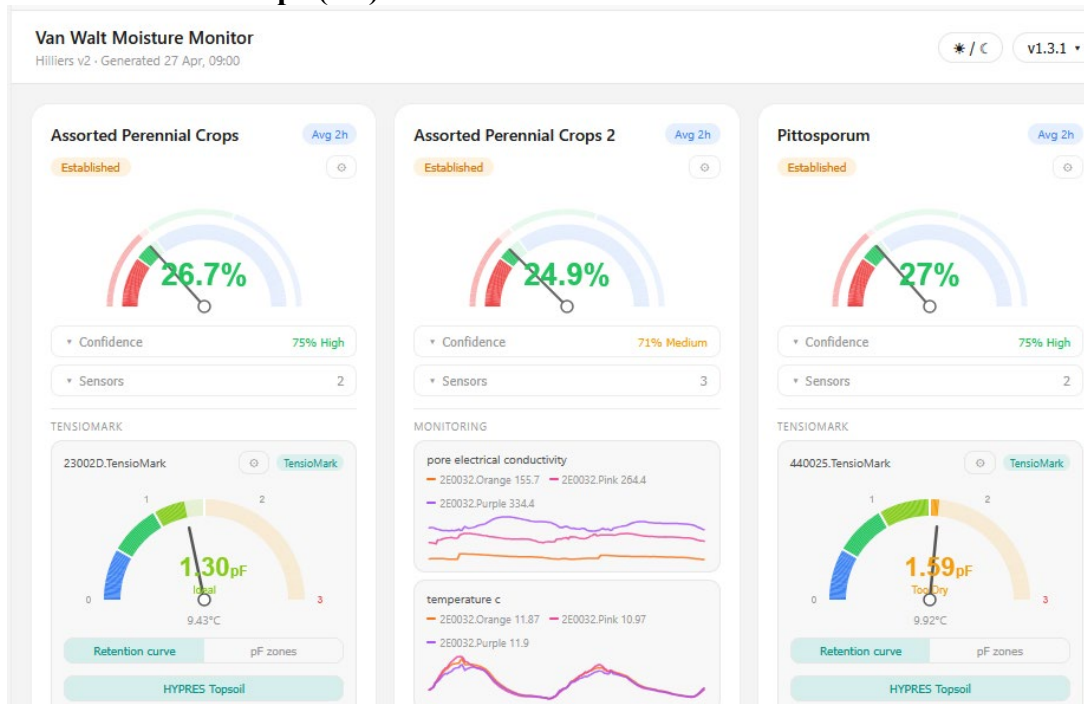 Van Walt Moisture Monitor
Hilliers v2 · Generated 27 Apr, 09:00
☀ / ☾
v1.3.1 ▾
Assorted Perennial Crops
Avg 2h
Established
26.7%
▾ Confidence 75% High
▾ Sensors 2
TENSIOMARK
23002D.TensioMark
TensioMark
0
1
2
3
1.30pF
Ideal
9.43°C
Retention curve
pF zones
HYPRES Topsoil
Assorted Perennial Crops 2
Avg 2h
Established
24.9%
▾ Confidence 71% Medium
▾ Sensors 3
MONITORING
pore electrical conductivity
2E0032.Orange 155.7 2E0032.Pink 264.4
2E0032.Purple 334.4
temperature c
2E0032.Orange 11.87 2E0032.Pink 10.97
2E0032.Purple 11.9
Pittosporum
Avg 2h
Established
27%
▾ Confidence 75% High
▾ Sensors 2
TENSIOMARK
440025.TensioMark
TensioMark
0
1
2
3
1.59pF
Too Dry
9.92°C
Retention curve
pF zones
HYPRES Topsoil